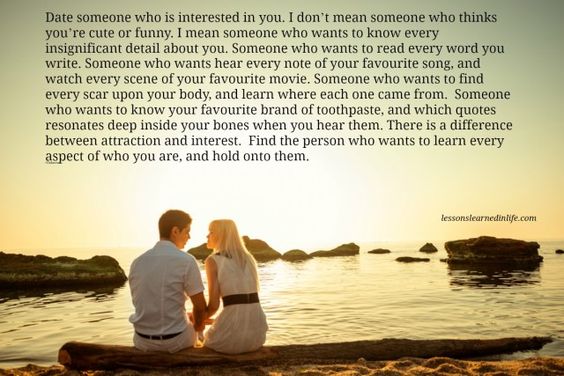 Date someone who is interested in you. I don’t mean someone who thinks
you’re cute or funny. I mean someone who wants to know every
insignificant detail about you. Someone who wants to read every word you
write. Someone who wants hear every note of your favourite song, and
watch every scene of your favourite movie. Someone who wants to find
every scar upon your body, and learn where each one came from.  Someone
who wants to know your favourite brand of toothpaste, and which quotes
resonates deep inside your bones when you hear them. There is a difference
between attraction and interest.  Find the person who wants to learn every
aspect of who you are, and hold onto them.
lessonslearnedinlife.com